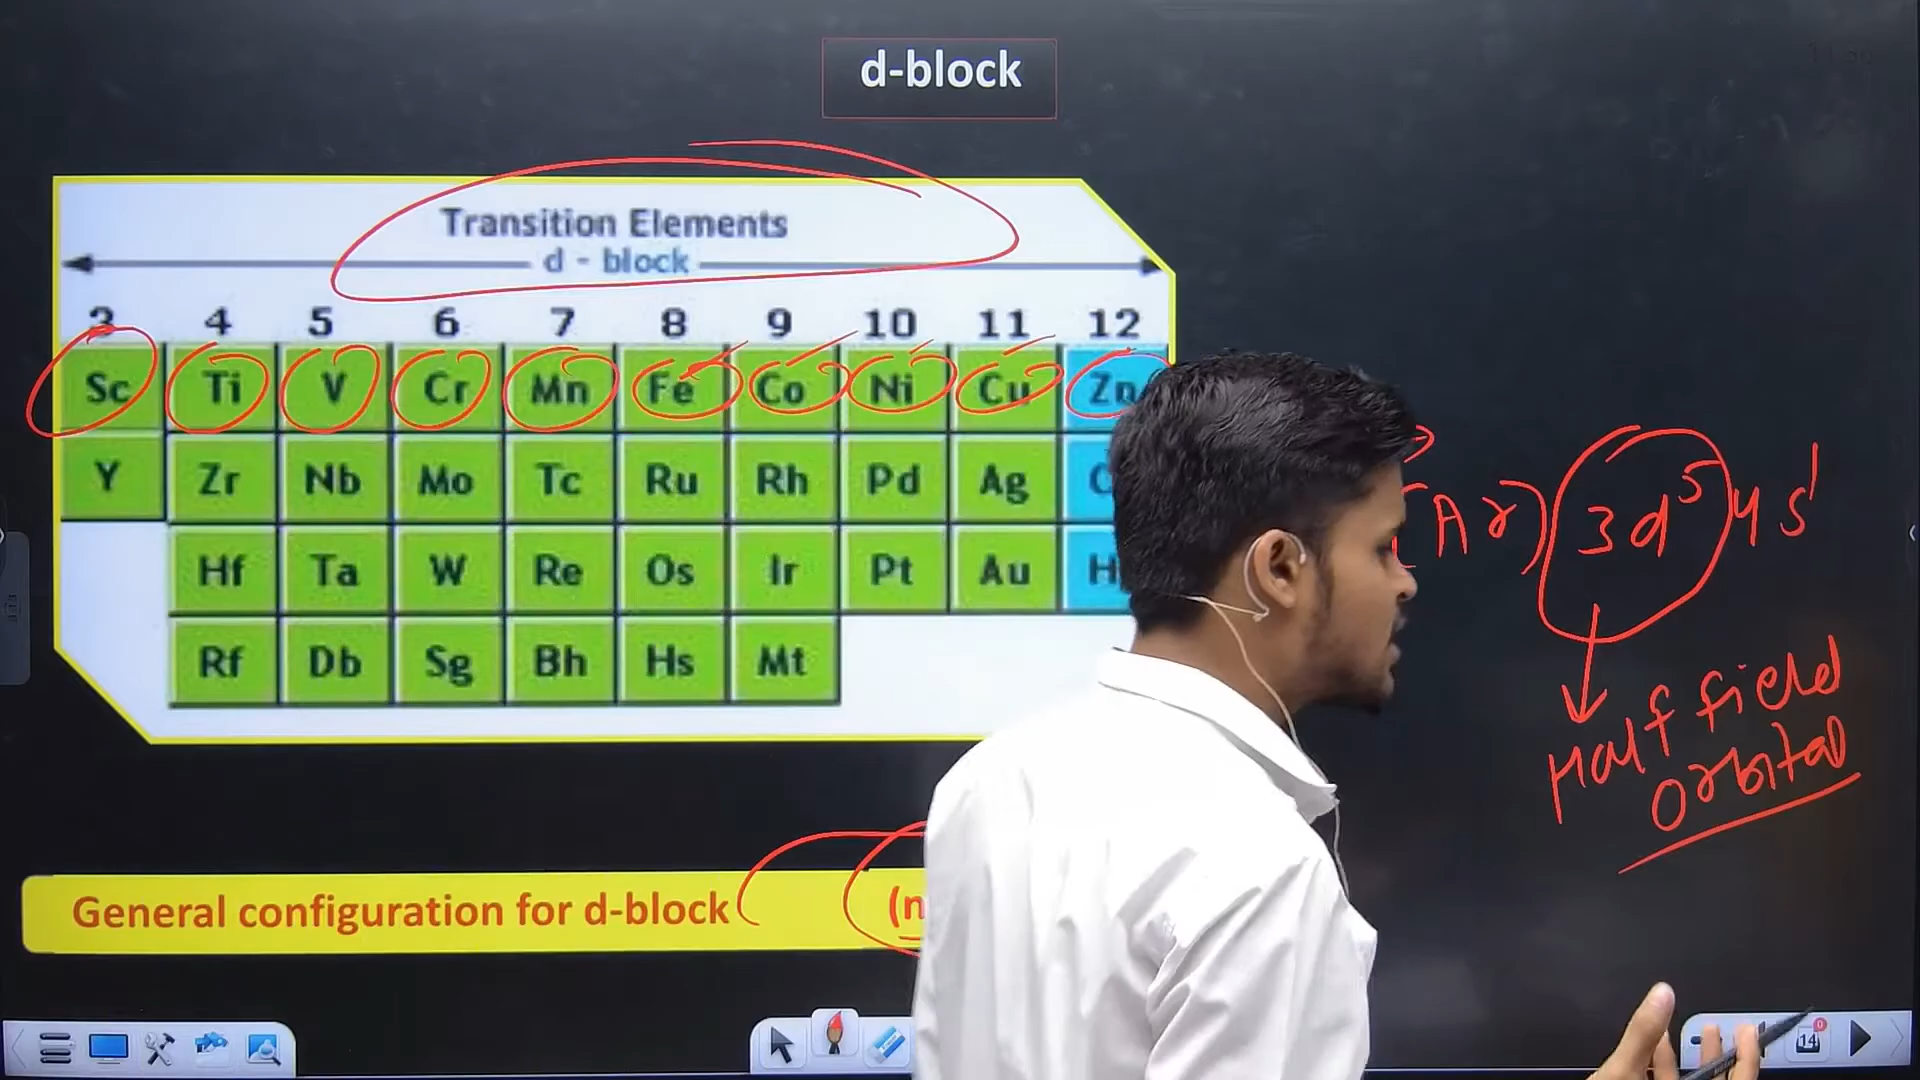 d-block
Transition Elements
d - block
3 4 5 6 7 8 9 10 11 12
Sc Ti V Cr Mn Fe Co Ni Cu Zn
Y Zr Nb Mo Tc Ru Rh Pd Ag C
Hf Ta W Re Os Ir Pt Au H
Rf Db Sg Bh Hs Mt
(Ar) 3d⁵ 4s¹
Half field
orbital
General configuration for d-block (n
14